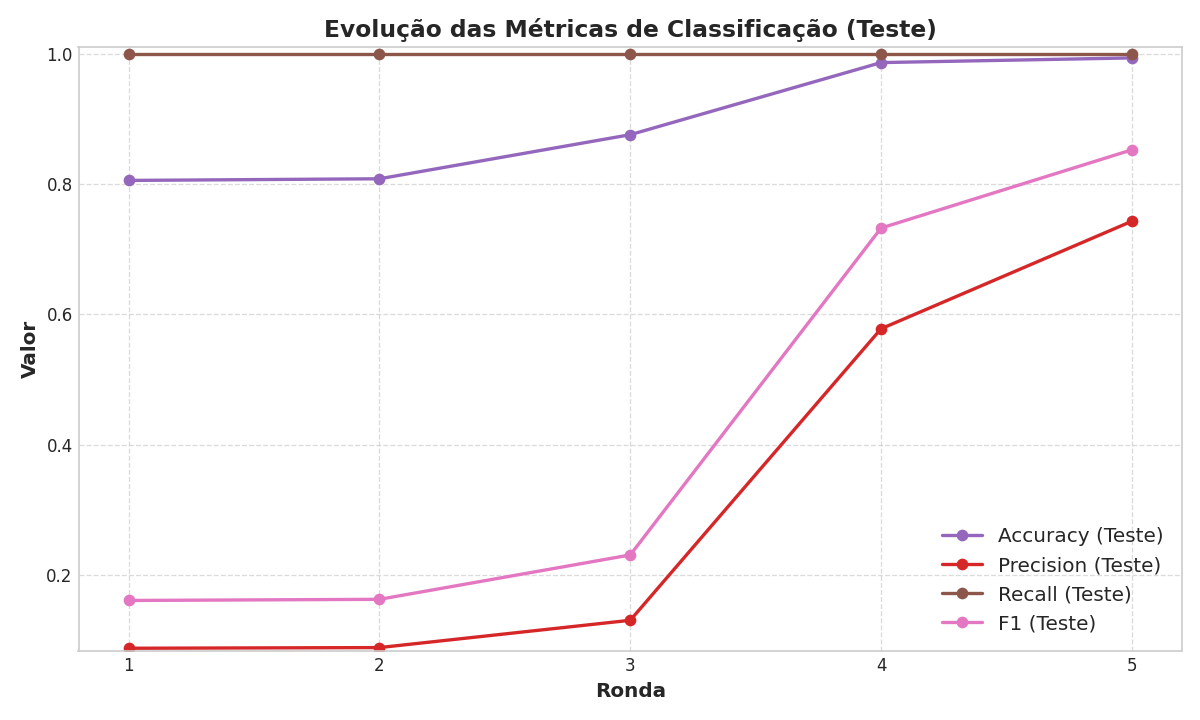 Evolução das Métricas de Classificação (Teste)
1.0
0.8
0.6
0.4
0.2
Valor
Accuracy (Teste)
Precision (Teste)
Recall (Teste)
F1 (Teste)
1 2 3 4 5
Ronda